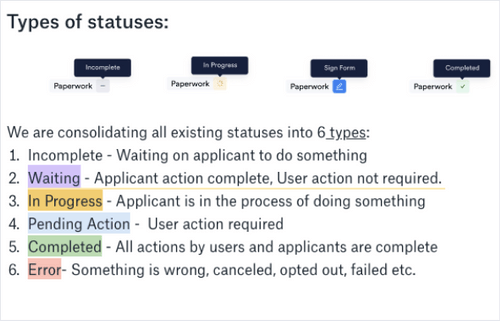 Types of statuses:
Incomplete
In Progress
Sign Form
Completed
Paperwork
Paperwork
Paperwork
Paperwork
We are consolidating all existing statuses into 6 types:
1. Incomplete - Waiting on applicant to do something
2. Waiting - Applicant action complete, User action not required.
3. In Progress - Applicant is in the process of doing something
4. Pending Action - User action required
5. Completed - All actions by users and applicants are complete
6. Error- Something is wrong, canceled, opted out, failed etc.